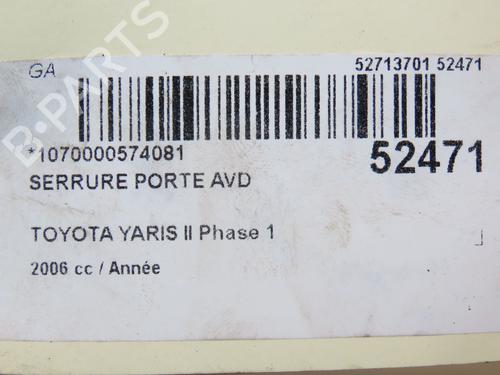 GA
52713701 52471
*1070000574081
52471
SERRURE PORTE AVD
TOYOTA YARIS II Phase 1
2006 cc / Année
B-PARTS